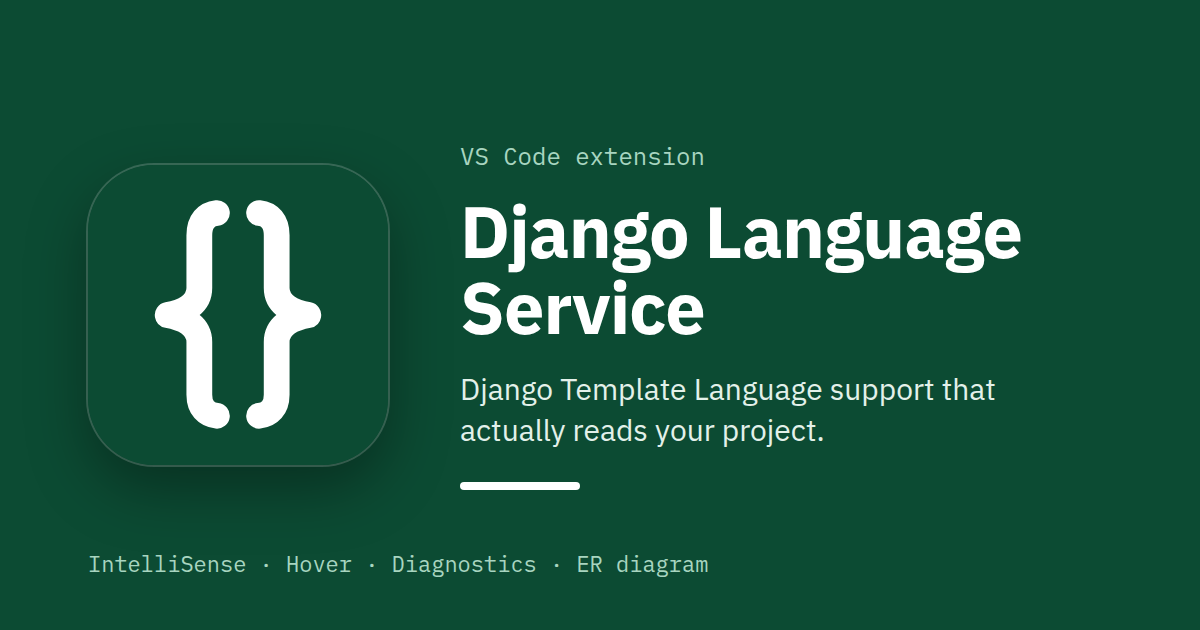 VS Code extension
Django Language
Service
Django Template Language support that
actually reads your project.
IntelliSense · Hover · Diagnostics · ER diagram